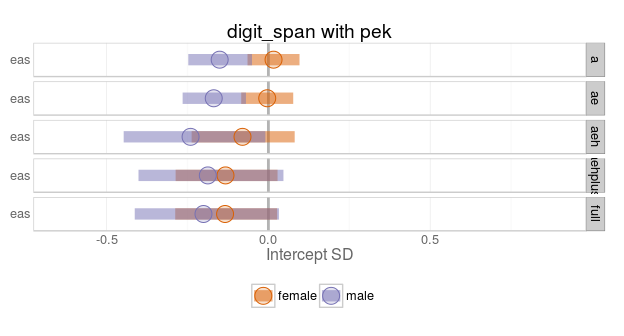 digit_span with pek
eas
a
eas
ae
eas
aeh
eas
eas
full
-0.5
0.0
0.5
Intercept SD
female
male